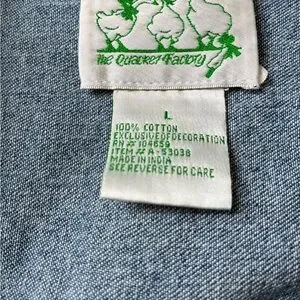 the Quacker Factory
L
100% COTTON
EXCLUSIVE OF DECORATION
RN # 104659
ITEM # A-53038
MADE IN INDIA
SEE REVERSE FOR CARE